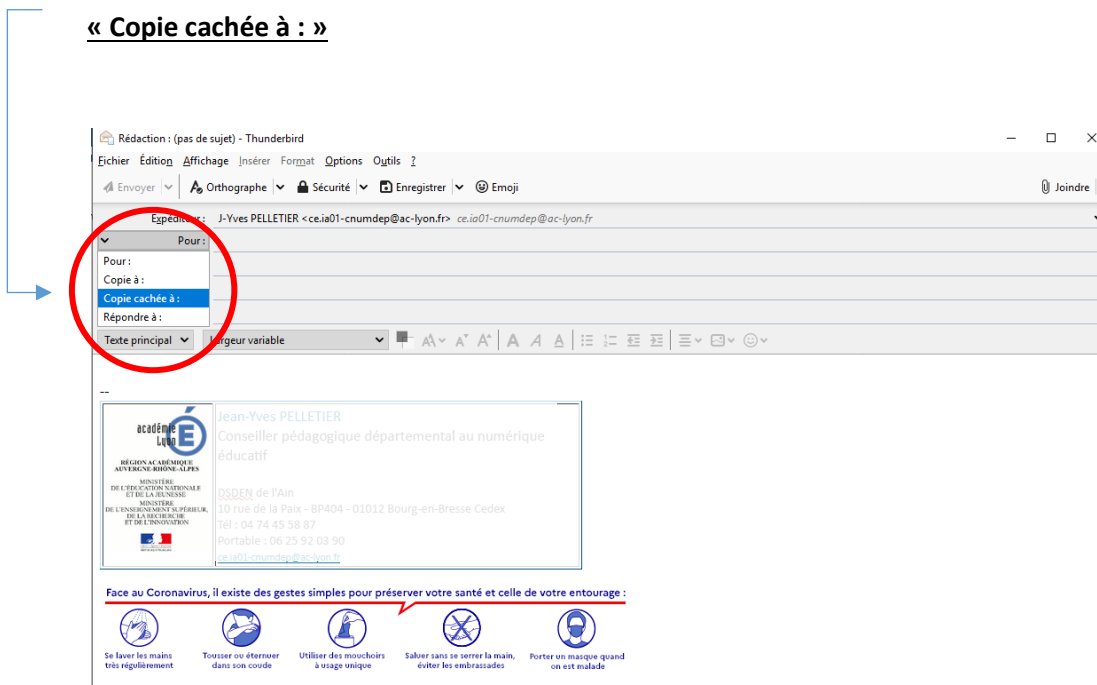 « Copie cachée à : »
Rédaction : (pas de sujet) - Thunderbird
Fichier Édition Affichage Insérer Format Options Outils ?
Envoyer Orthographe Sécurité Enregistrer Emoji Joindre
Expéditeur : J-Yves PELLETIER <ce.ia01-cnumdep@ac-lyon.fr> ce.ia01-cnumdep@ac-lyon.fr
Pour :
Pour :
Copie à :
Copie cachée à :
Répondre à :
Texte principal Largeur variable
--
académie
Lyon
RÉGION ACADÉMIQUE
AUVERGNE-RHÔNE-ALPES
MINISTÈRE
DE L'ÉDUCATION NATIONALE
ET DE LA JEUNESSE
MINISTÈRE
DE L'ENSEIGNEMENT SUPÉRIEUR,
DE LA RECHERCHE
ET DE L'INNOVATION
Jean-Yves PELLETIER
Conseiller pédagogique départemental au numérique
éducatif
DSDEN de l'Ain
10 rue de la Paix - BP404 - 01012 Bourg-en-Bresse Cedex
Tél : 04 74 45 58 87
Portable : 06 25 92 03 90
ce.ia01-cnumdep@ac-lyon.fr
Face au Coronavirus, il existe des gestes simples pour préserver votre santé et celle de votre entourage :
Se laver les mains
très régulièrement
Tousser ou éternuer
dans son coude
Utiliser des mouchoirs
à usage unique
Saluer sans se serrer la main,
éviter les embrassades
Porter un masque quand
on est malade